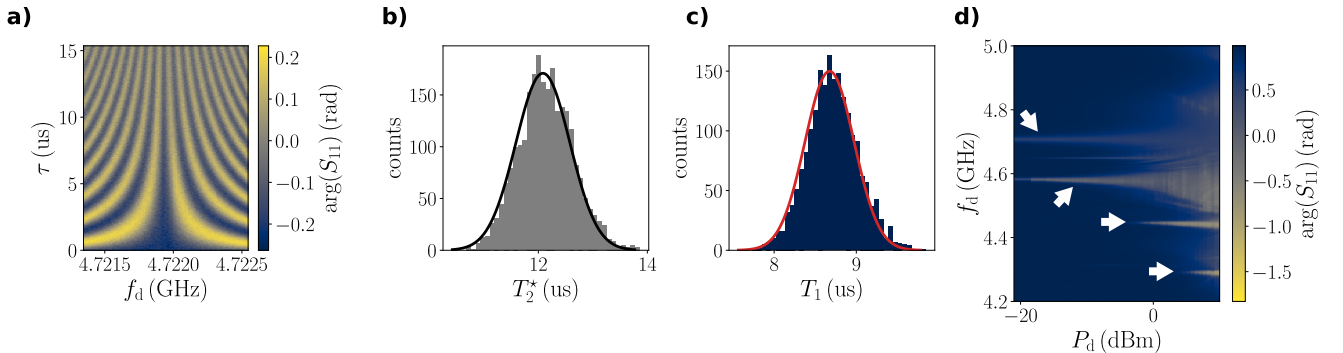 a)
15
10
5
0
τ (us)
4.7215
4.7220
4.7225
f_d (GHz)
0.2
0.1
0.0
−0.1
−0.2
arg(S_11) (rad)
b)
150
100
50
0
counts
12
14
T_2^⋆ (us)
c)
150
100
50
0
counts
8
9
T_1 (us)
d)
5.0
4.8
4.6
4.4
4.2
f_d (GHz)
−20
0
P_d (dBm)
0.5
0.0
−0.5
−1.0
−1.5
arg(S_11) (rad)